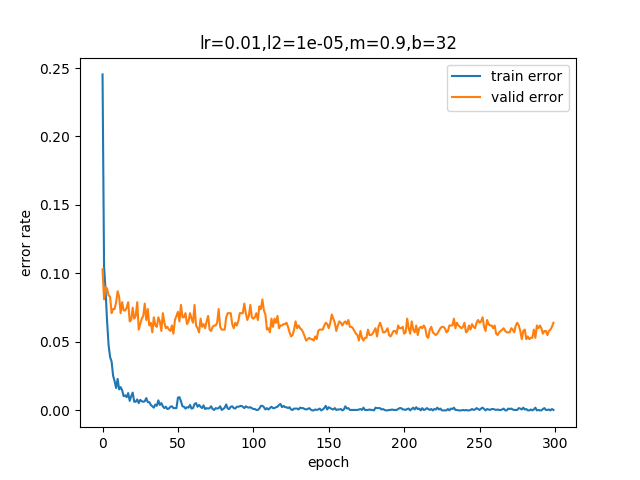 lr=0.01,l2=1e-05,m=0.9,b=32
train error
valid error
0.25
0.20
0.15
0.10
0.05
0.00
error rate
0 50 100 150 200 250 300
epoch